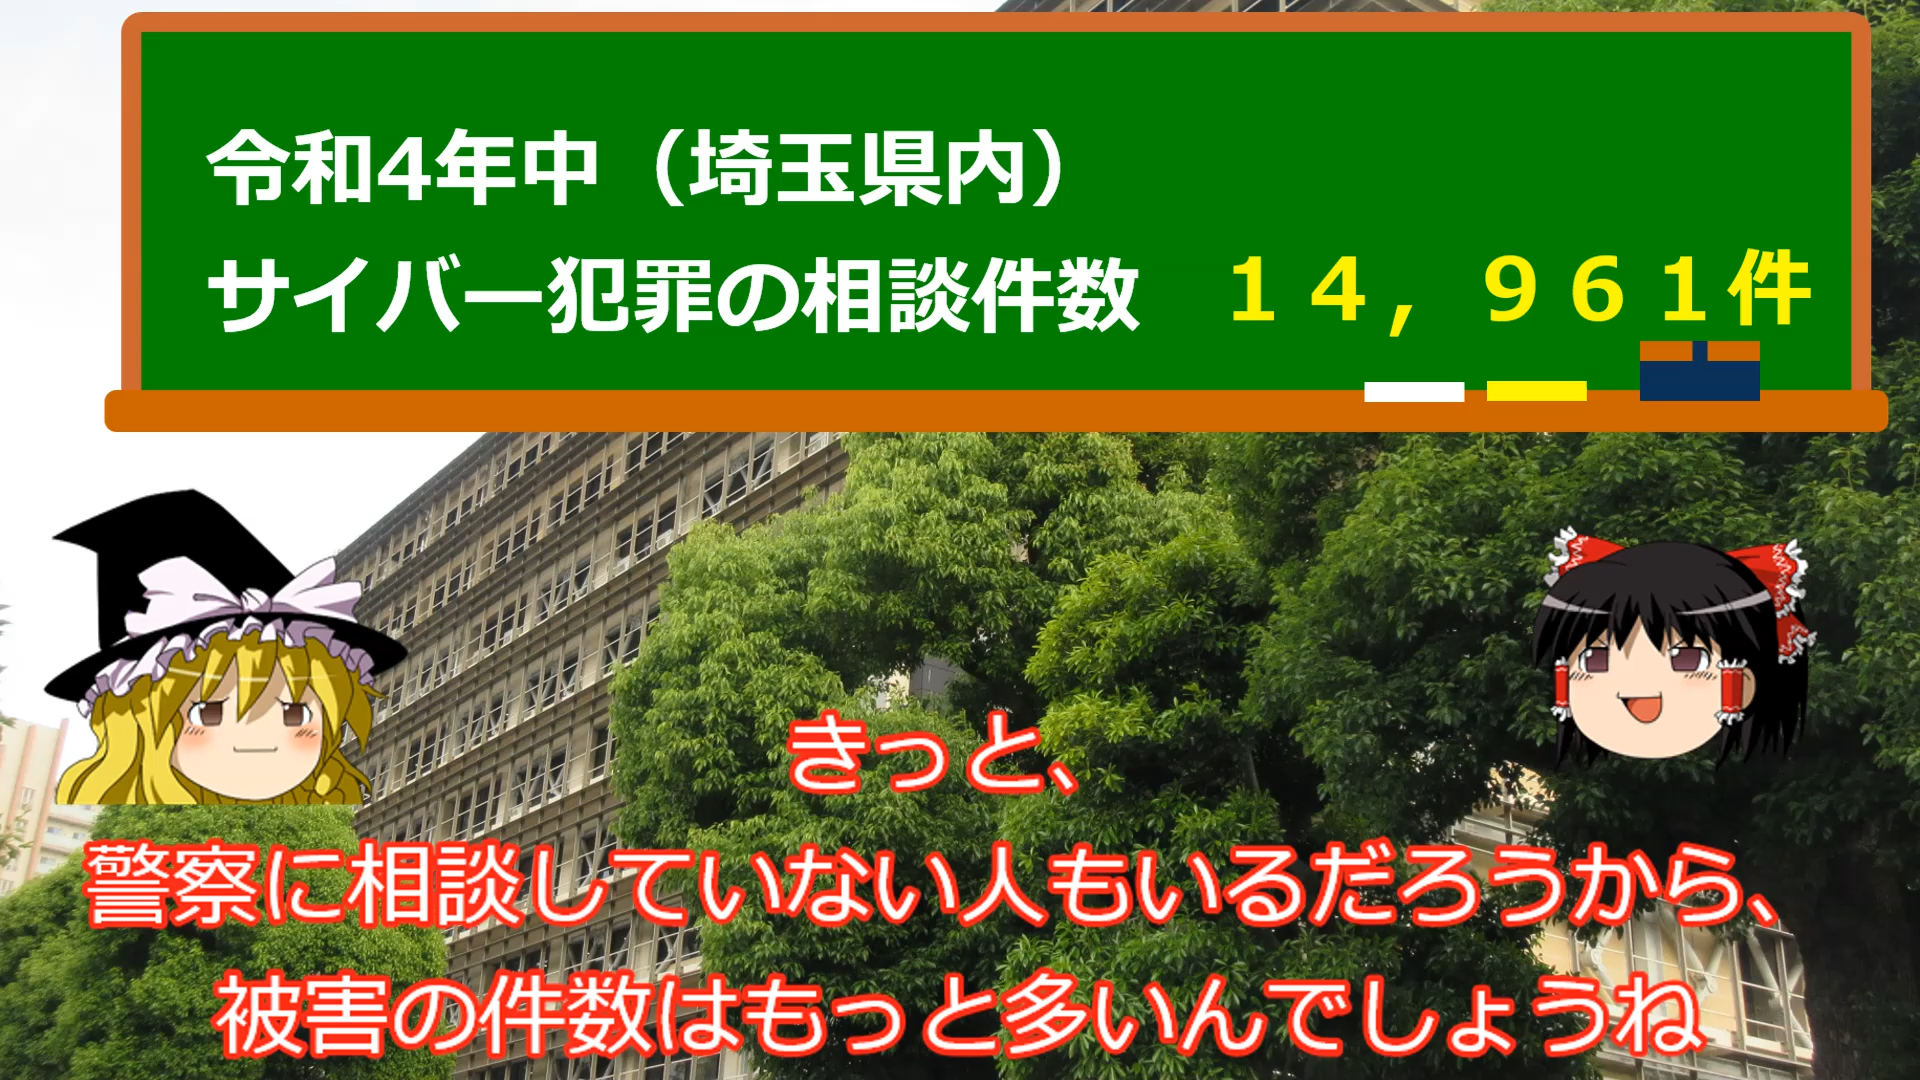 令和4年中（埼玉県内）
サイバー犯罪の相談件数　１４，９６１件
きっと、
警察に相談していない人もいるだろうから、
被害の件数はもっと多いんでしょうね